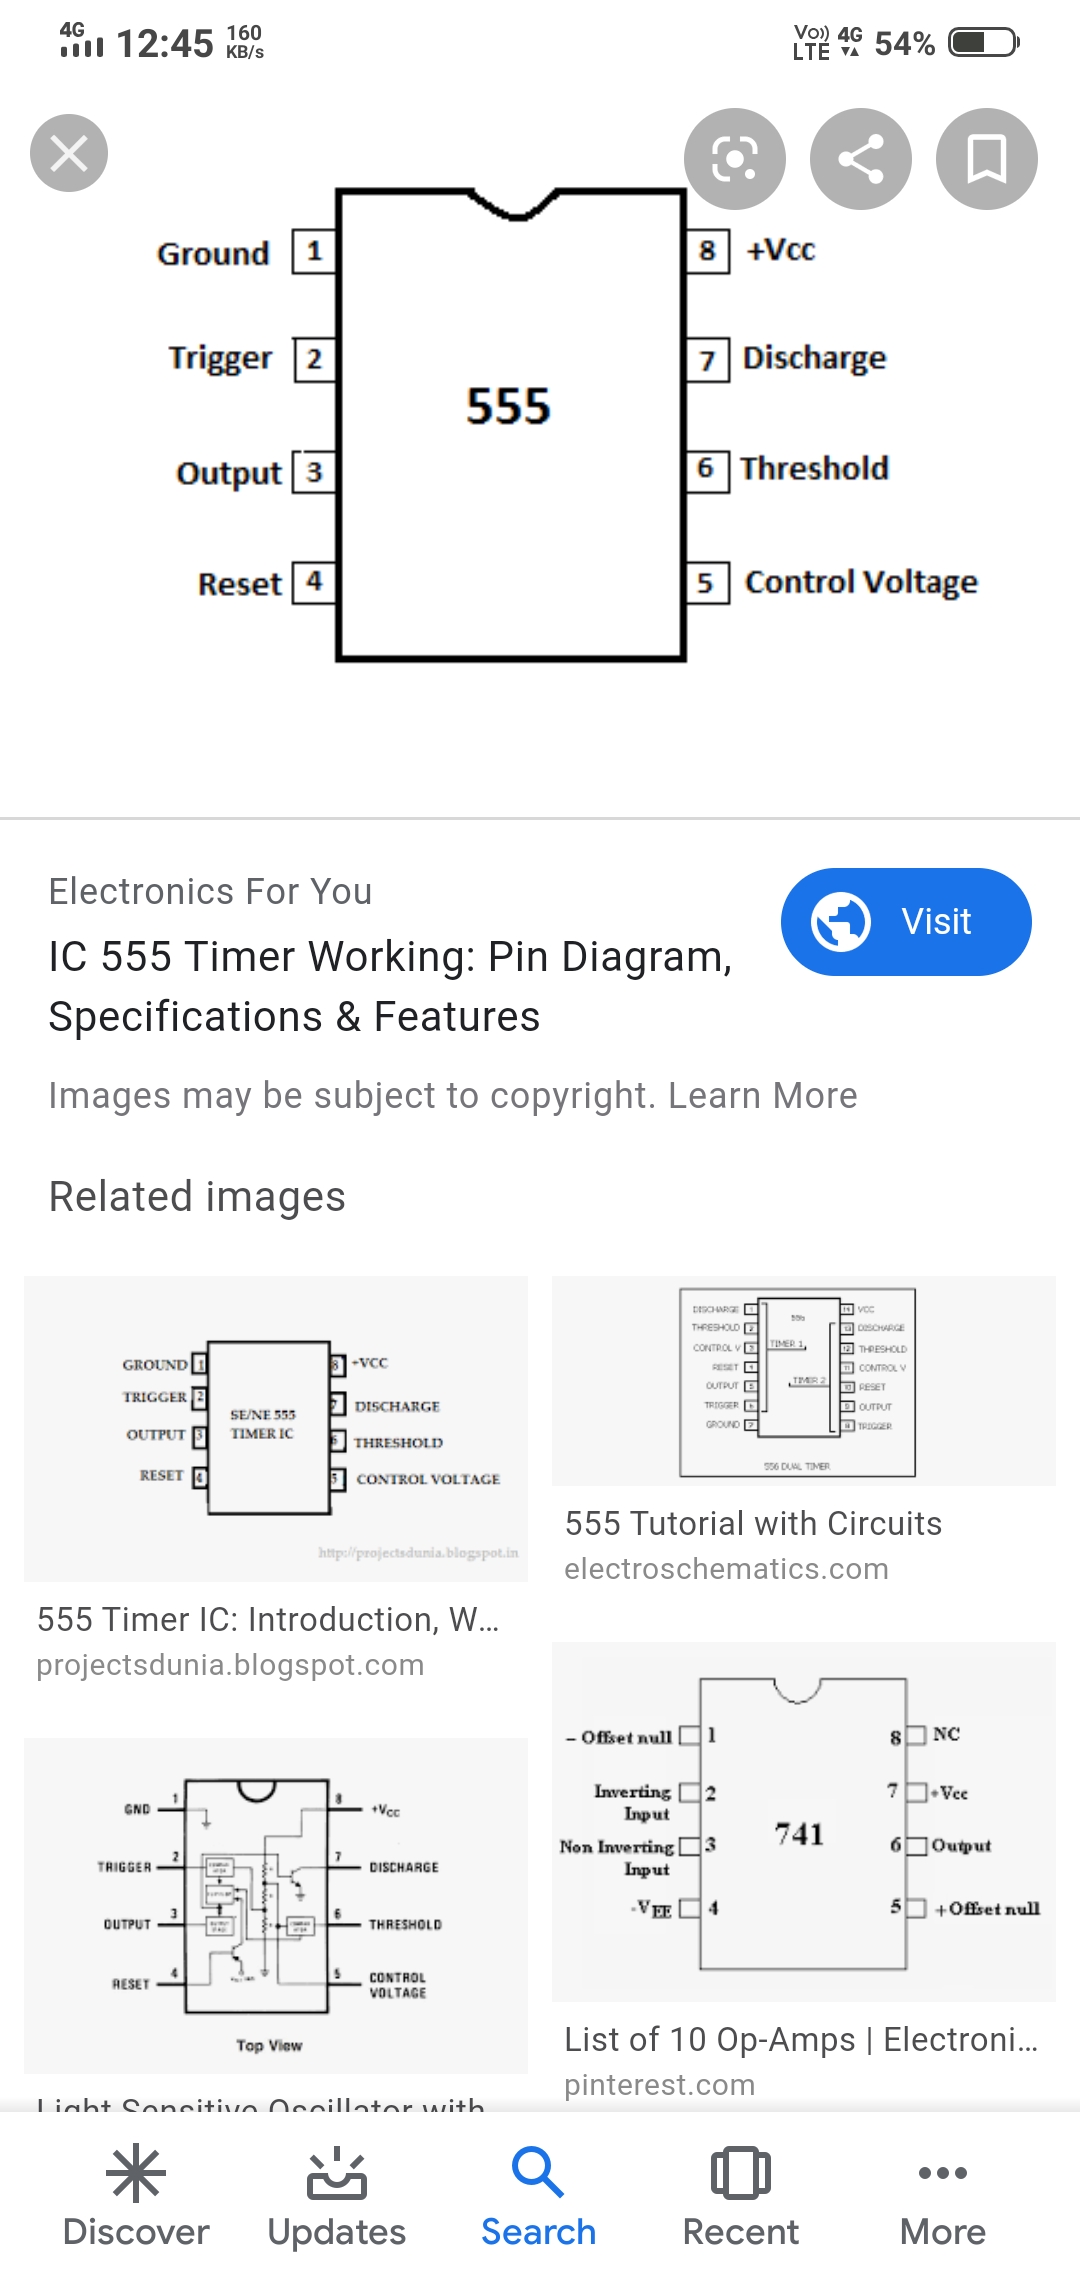 4G
12:45
160
KB/s
Vo))
LTE
4G
54%
Ground 1
8 +Vcc
Trigger 2
7 Discharge
555
Output 3
6 Threshold
Reset 4
5 Control Voltage
Electronics For You
IC 555 Timer Working: Pin Diagram,
Specifications & Features
Visit
Images may be subject to copyright. Learn More
Related images
GROUND 1
8 +VCC
TRIGGER 2
7 DISCHARGE
SE/NE 555
TIMER IC
OUTPUT 3
6 THRESHOLD
RESET 4
5 CONTROL VOLTAGE
http://projectsdunia.blogspot.in
555 Timer IC: Introduction, W...
projectsdunia.blogspot.com
DISCHARGE 1
14 VCC
556
THRESHOLD 2
13 DISCHARGE
CONTROL V 3
TIMER 1
12 THRESHOLD
RESET 4
11 CONTROL V
OUTPUT 5
TIMER 2
10 RESET
TRIGGER 6
9 OUTPUT
GROUND 7
8 TRIGGER
556 DUAL TIMER
555 Tutorial with Circuits
electroschematics.com
GND 1
8 +Vcc
TRIGGER 2
7 DISCHARGE
OUTPUT 3
6 THRESHOLD
RESET 4
5 CONTROL
VOLTAGE
Top View
Light Sensitive Oscillator with
- Offset null 1
8 NC
Inverting
Input 2
7 +Vcc
741
Non Inverting
Input 3
6 Output
-VEE 4
5 +Offset null
List of 10 Op-Amps | Electroni...
pinterest.com
Discover
Updates
Search
Recent
More